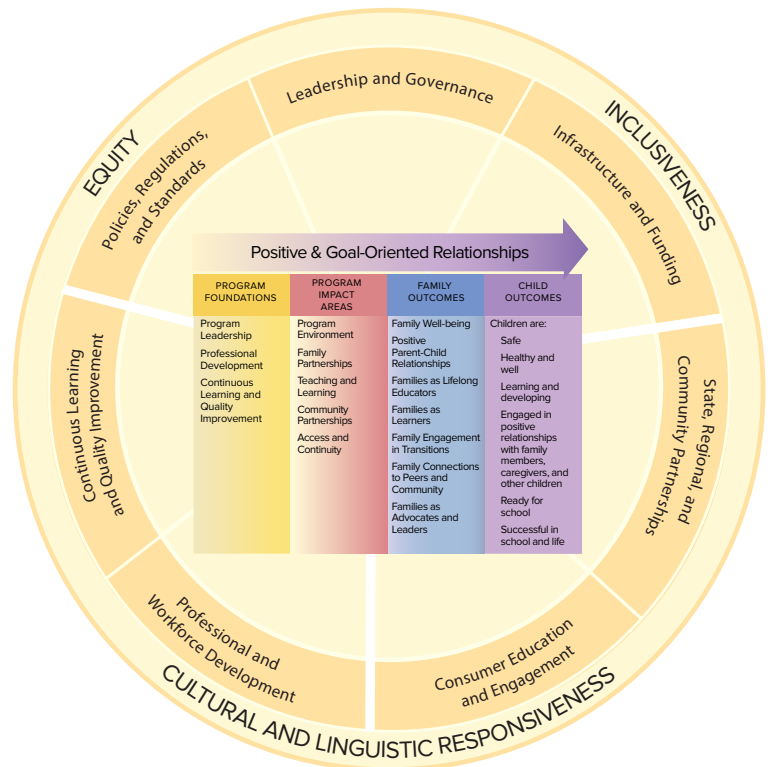 EQUITY
INCLUSIVENESS
CULTURAL AND LINGUISTIC RESPONSIVENESS
Leadership and Governance
Infrastructure and Funding
State, Regional, and
Community Partnerships
Consumer Education
and Engagement
Professional and
Workforce Development
Continuous Learning
and Quality Improvement
Policies, Regulations,
and Standards
Positive & Goal-Oriented Relationships
PROGRAM
FOUNDATIONS
Program
Leadership
Professional
Development
Continuous
Learning and
Quality
Improvement
PROGRAM
IMPACT
AREAS
Program
Environment
Family
Partnerships
Teaching and
Learning
Community
Partnerships
Access and
Continuity
FAMILY
OUTCOMES
Family Well-being
Positive
Parent-Child
Relationships
Families as Lifelong
Educators
Families as
Learners
Family Engagement
in Transitions
Family Connections
to Peers and
Community
Families as
Advocates and
Leaders
CHILD
OUTCOMES
Children are:
Safe
Healthy and
well
Learning and
developing
Engaged in
positive
relationships
with family
members,
caregivers, and
other children
Ready for
school
Successful in
school and life